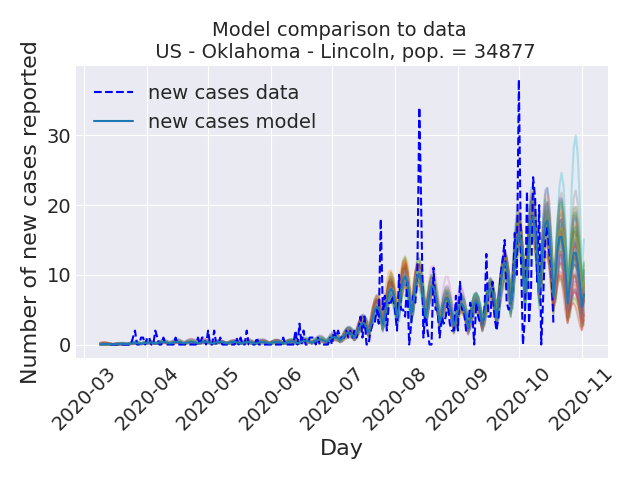 Model comparison to data
US - Oklahoma - Lincoln, pop. = 34877
Number of new cases reported
new cases data
new cases model
30
20
10
0
2020-03
2020-04
2020-05
2020-06
2020-07
2020-08
2020-09
2020-10
2020-11
Day